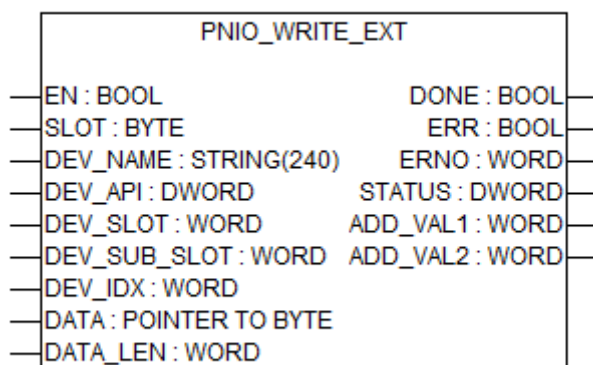 PNIO_WRITE_EXT
EN : BOOL DONE : BOOL
SLOT : BYTE ERR : BOOL
DEV_NAME : STRING(240) ERNO : WORD
DEV_API : DWORD STATUS : DWORD
DEV_SLOT : WORD ADD_VAL1 : WORD
DEV_SUB_SLOT : WORD ADD_VAL2 : WORD
DEV_IDX : WORD
DATA : POINTER TO BYTE
DATA_LEN : WORD